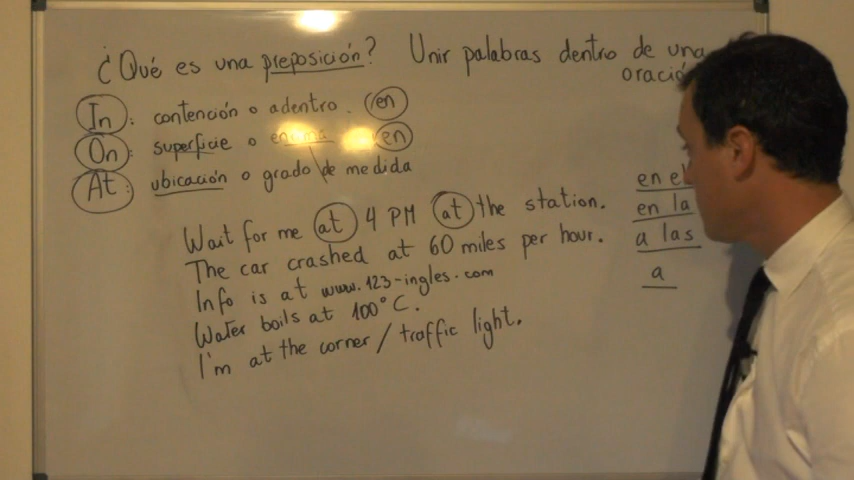 ¿Qué es una preposición? Unir palabras dentro de una
oració
In: contención o adentro. en
On: superficie o encima en
At: ubicación o grado de medida
Wait for me at 4 PM at the station.
The car crashed at 60 miles per hour.
Info is at www.123-ingles.com
Water boils at 100°C.
I'm at the corner / traffic light.
en el
en la
a las
a